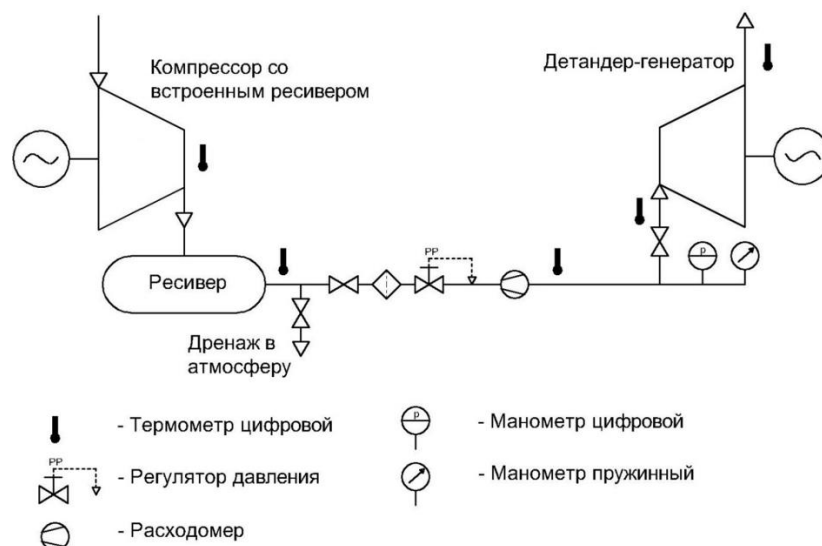 Компрессор со
встроенным ресивером
Детандер-генератор
Ресивер
PP
p
Дренаж в
атмосферу
- Термометр цифровой
PP
- Регулятор давления
- Расходомер
p
- Манометр цифровой
- Манометр пружинный